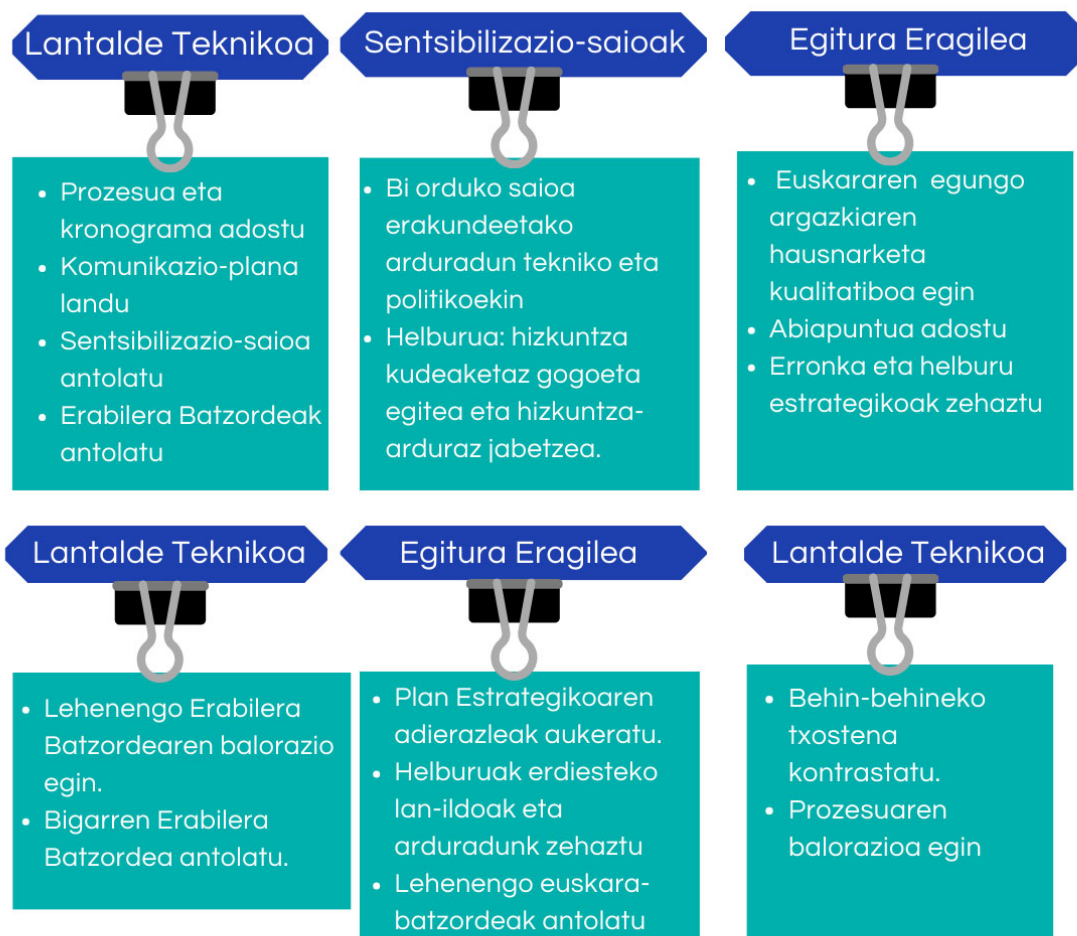 Lantalde Teknikoa
• Prozesua eta
kronograma adostu
• Komunikazio-plana
landu
• Sentsibilizazio-saioa
antolatu
• Erabilera Batzordeak
antolatu
Sentsibilizazio-saioak
• Bi orduko saioa
erakundeetako
arduradun tekniko eta
politikoekin
• Helburua: hizkuntza
kudeaketaz gogoeta
egitea eta hizkuntza-
arduraz jabetzea.
Egitura Eragilea
• Euskararen egungo
argazkiaren
hausnarketa
kualitatiboa egin
• Abiapuntua adostu
• Erronka eta helburu
estrategikoak zehaztu
Lantalde Teknikoa
• Lehenengo Erabilera
Batzordearen balorazio
egin.
• Bigarren Erabilera
Batzordea antolatu.
Egitura Eragilea
• Plan Estrategikoaren
adierazleak aukeratu.
• Helburuak erdiesteko
lan-ildoak eta
arduradunk zehaztu
• Lehenengo euskara-
batzordeak antolatu
Lantalde Teknikoa
• Behin-behineko
txostena
kontrastatu.
• Prozesuaren
balorazioa egin